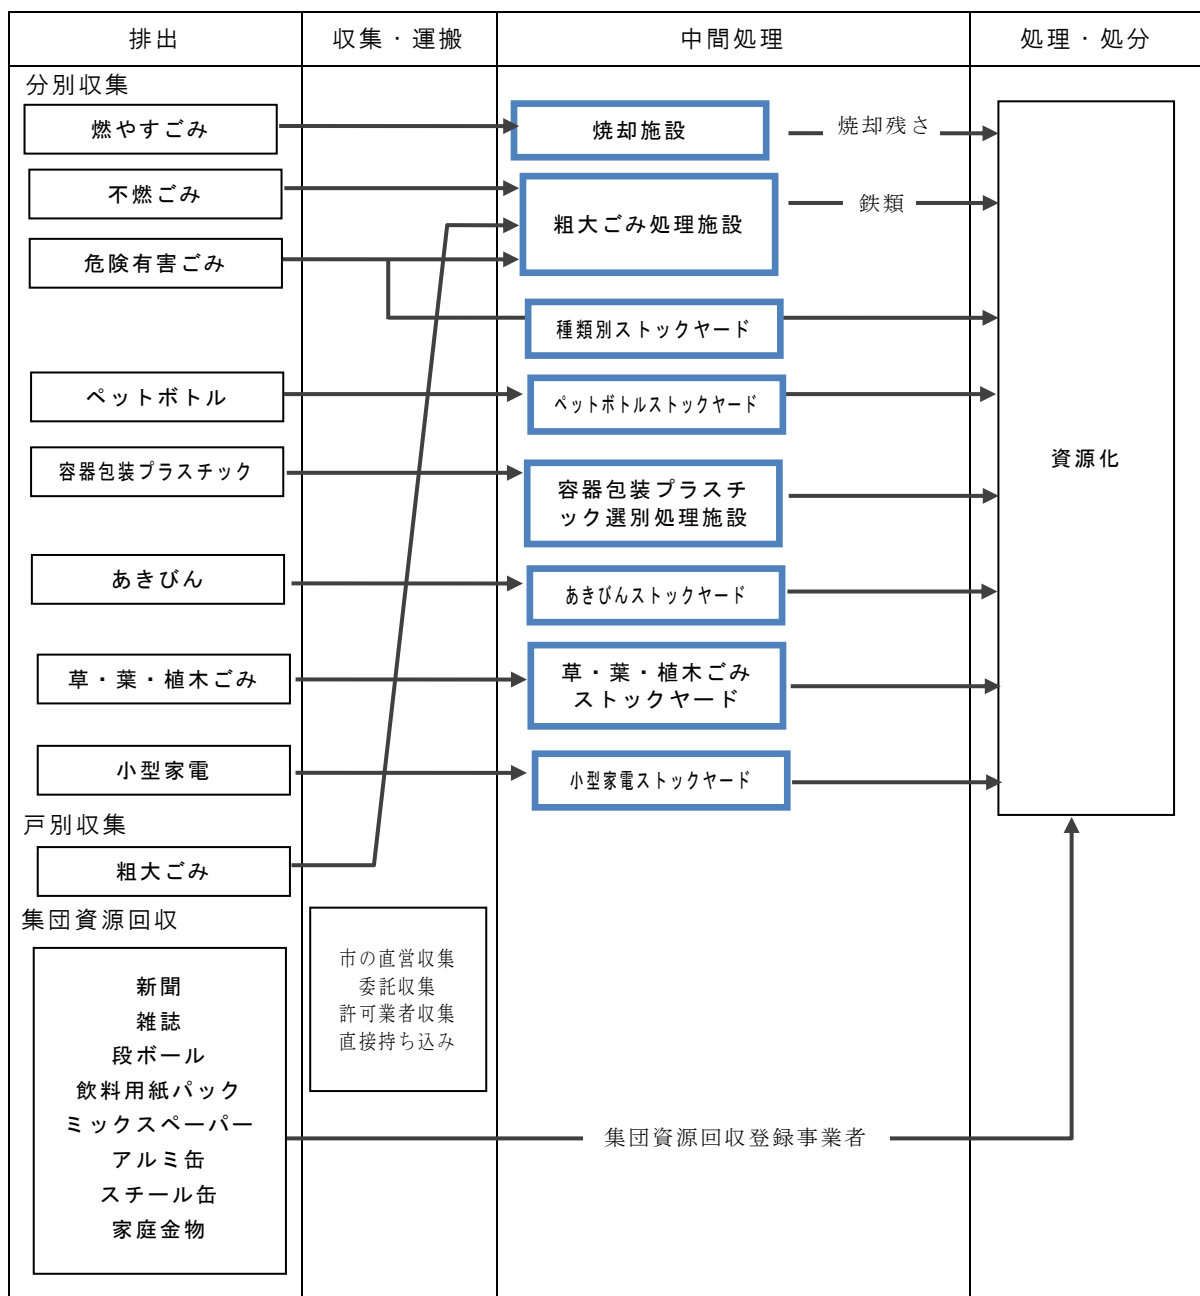 排出
収集・運搬
中間処理
処理・処分
分別収集
燃やすごみ
焼却施設
焼却残さ
不燃ごみ
粗大ごみ処理施設
鉄類
危険有害ごみ
種類別ストックヤード
ペットボトル
ペットボトルストックヤード
容器包装プラスチック
容器包装プラスチ
ック選別処理施設
資源化
あきびん
あきびんストックヤード
草・葉・植木ごみ
草・葉・植木ごみ
ストックヤード
小型家電
小型家電ストックヤード
戸別収集
粗大ごみ
集団資源回収
市の直営収集
委託収集
許可業者収集
直接持ち込み
新聞
雑誌
段ボール
飲料用紙パック
ミックスペーパー
アルミ缶
スチール缶
家庭金物
集団資源回収登録事業者